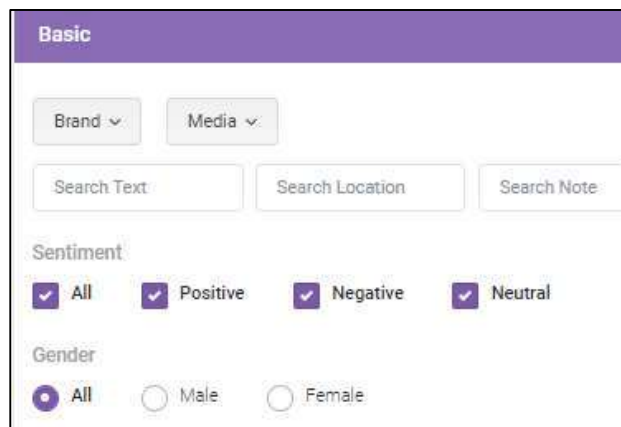 Basic
Brand Media
Search Text Search Location Search Note
Sentiment
All Positive Negative Neutral
Gender
All Male Female